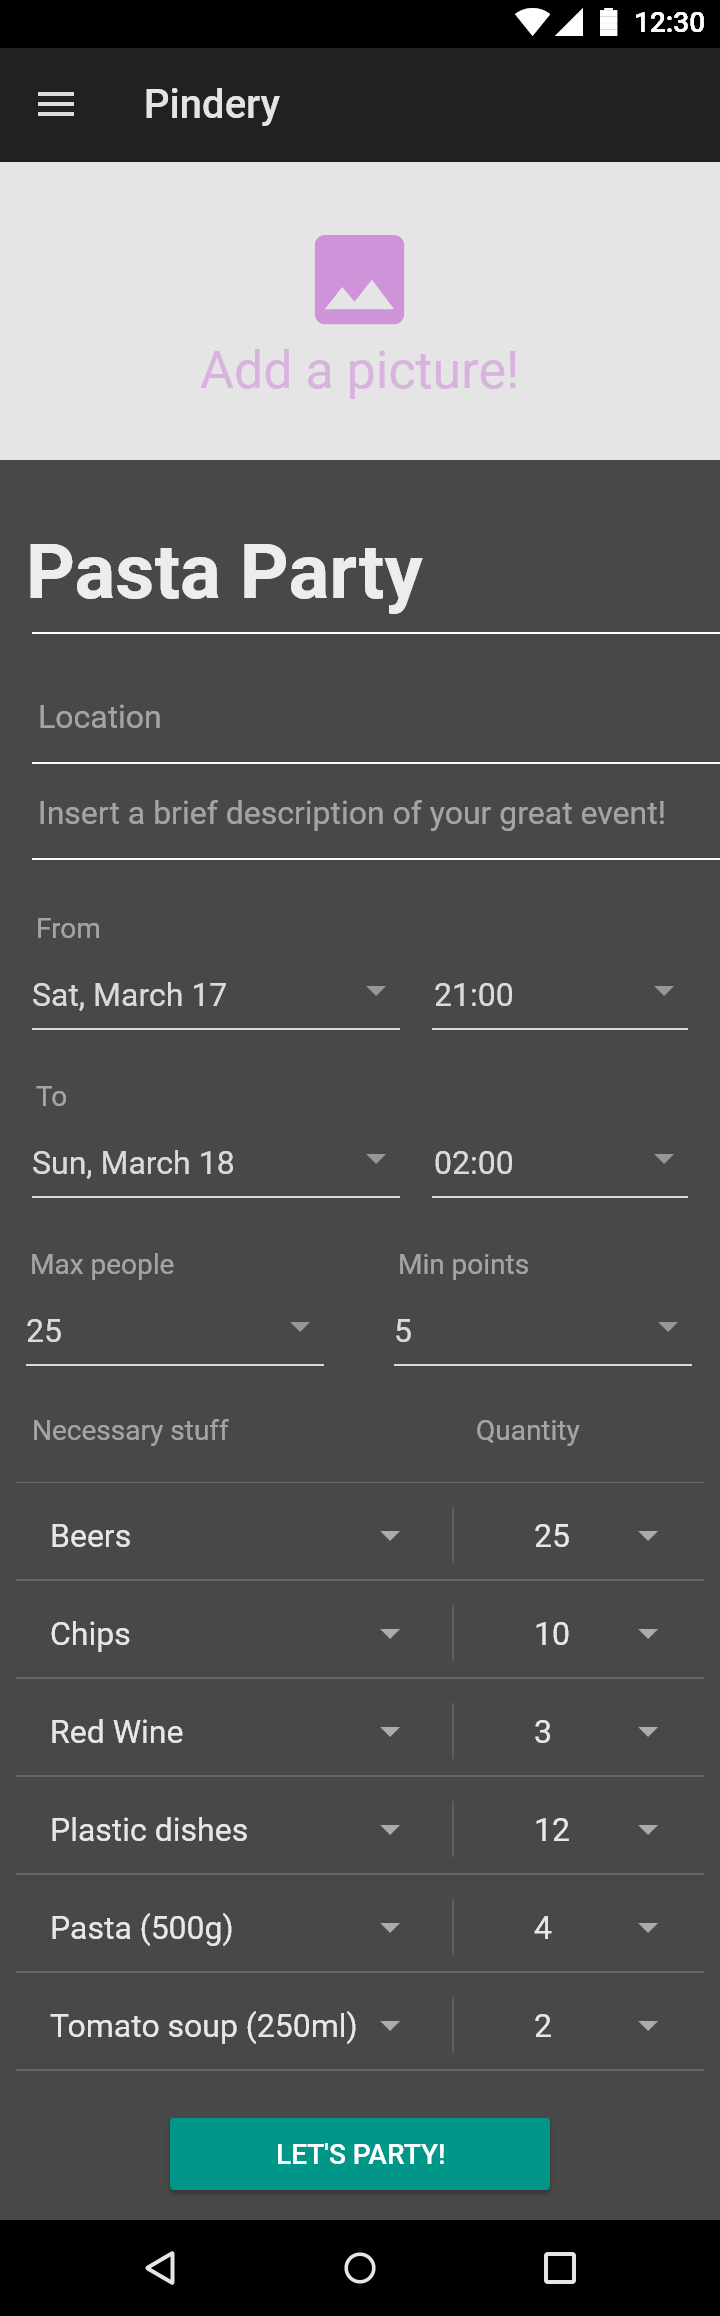 12:30
Pindery
Add a picture!
Pasta Party
Location
Insert a brief description of your great event!
From
Sat, March 17 21:00
To
Sun, March 18 02:00
Max people Min points
25 5
Necessary stuff Quantity
Beers 25
Chips 10
Red Wine 3
Plastic dishes 12
Pasta (500g) 4
Tomato soup (250ml) 2
LET'S PARTY!